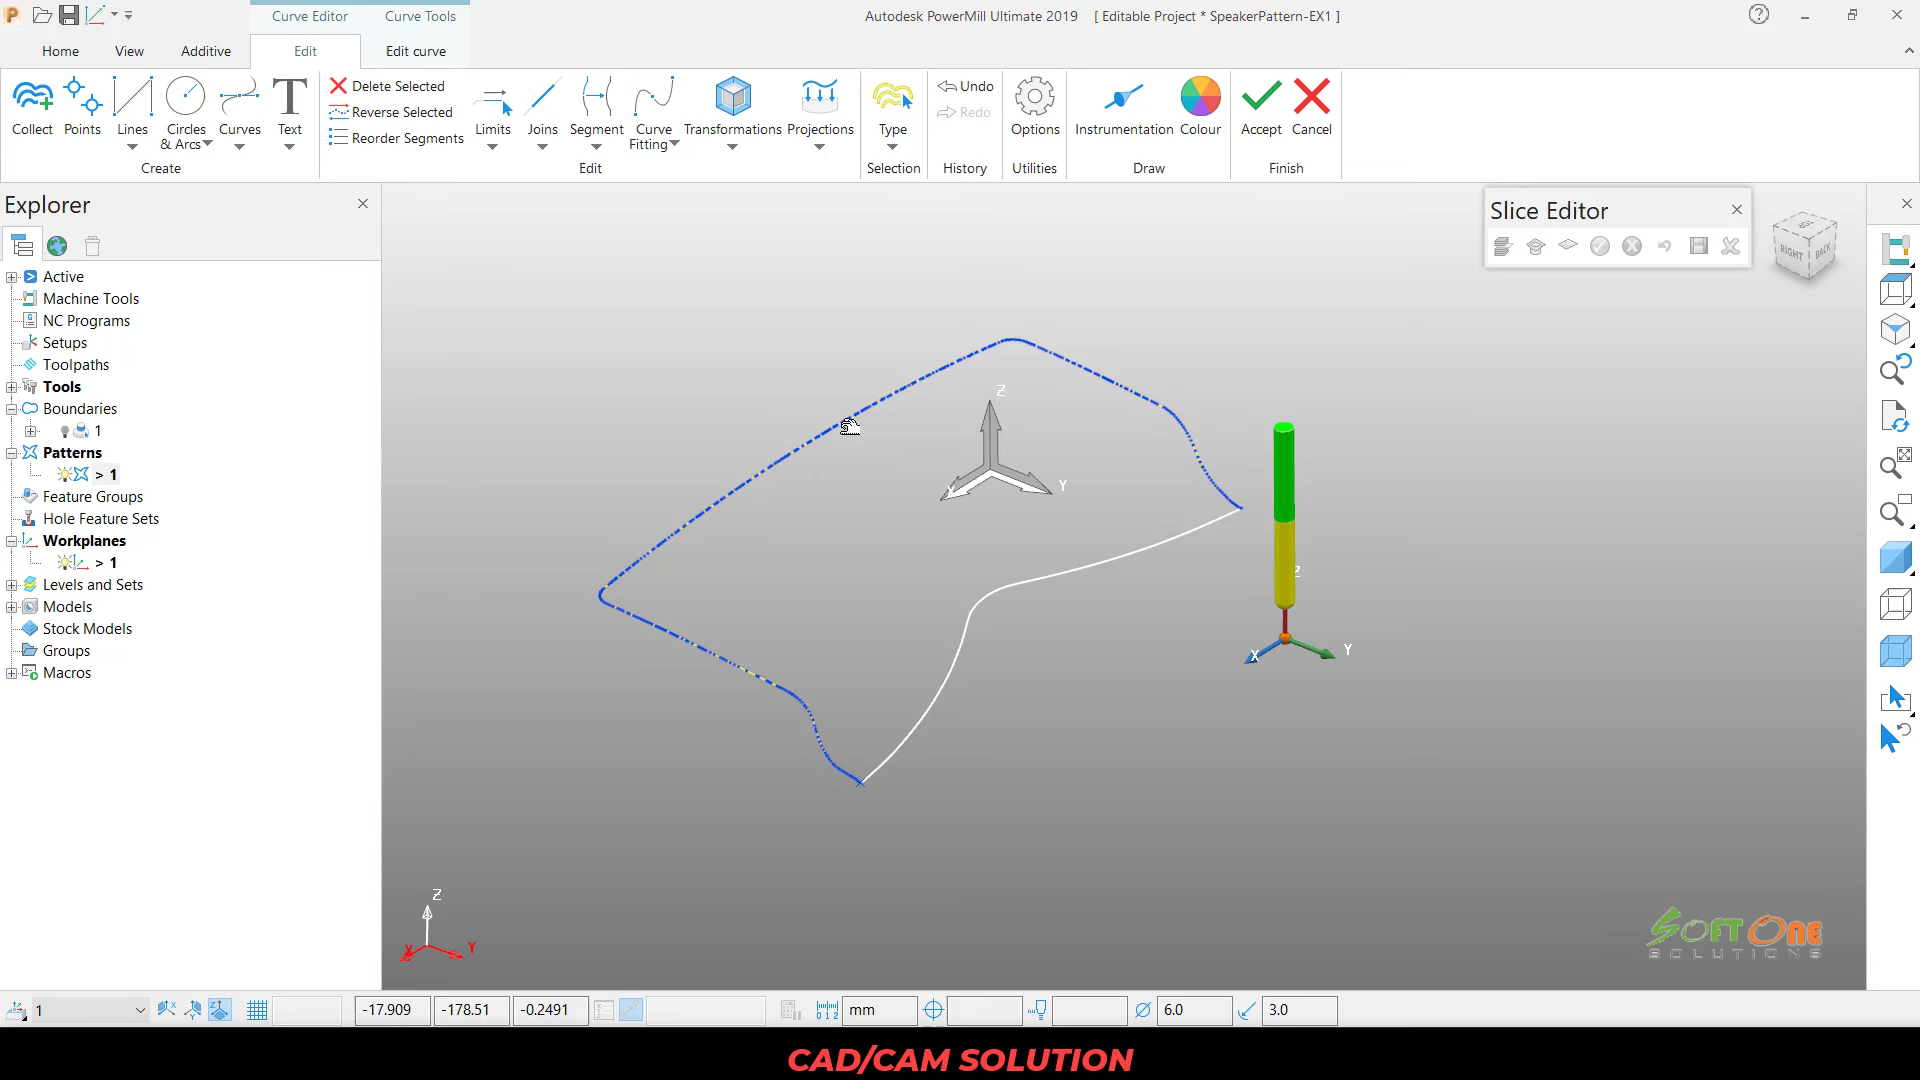 Curve Editor
Curve Tools
Autodesk PowerMill Ultimate 2019 [ Editable Project * SpeakerPattern-EX1 ]
Home
View
Additive
Edit
Edit curve
Collect
Points
Lines
Circles & Arcs
Curves
Text
Create
Delete Selected
Reverse Selected
Reorder Segments
Limits
Joins
Segment
Curve Fitting
Transformations
Projections
Edit
Type
Selection
Undo
Redo
History
Options
Utilities
Instrumentation
Colour
Draw
Accept
Cancel
Finish
Explorer
Active
Machine Tools
NC Programs
Setups
Toolpaths
Tools
Boundaries
1
Patterns
> 1
Feature Groups
Hole Feature Sets
Workplanes
> 1
Levels and Sets
Models
Stock Models
Groups
Macros
Slice Editor
RIGHT
BACK
Z
Y
Z
X
Y
Z
X
Y
SOFTONE
SOLUTIONS
1
-17.909
-178.51
-0.2491
mm
6.0
3.0
CAD/CAM SOLUTION